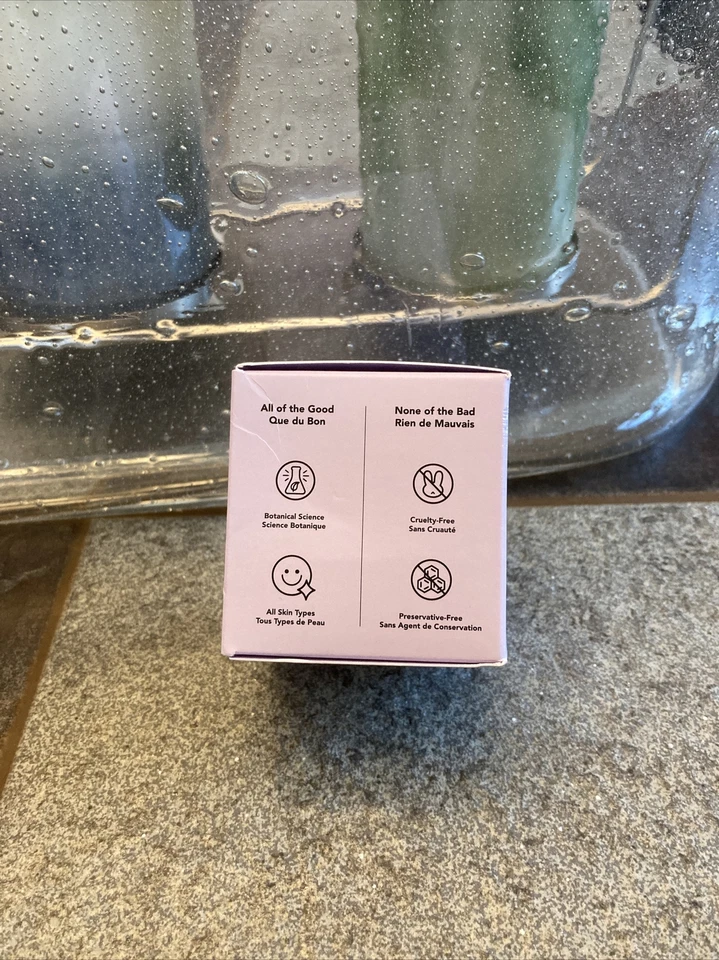 All of the Good
Que du Bon
Botanical Science
Science Botanique
All Skin Types
Tous Types de Peau
None of the Bad
Rien de Mauvais
Cruelty-Free
Sans Cruauté
Preservative-Free
Sans Agent de Conservation